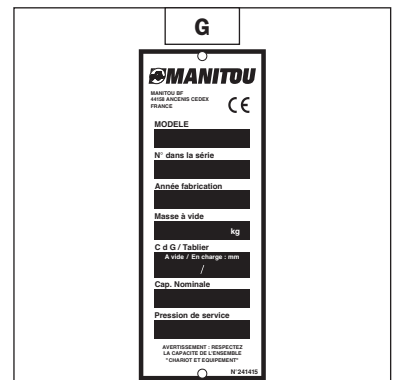 G
MANITOU
MANITOU BF
44158 ANCENIS CEDEX
FRANCE
CE
MODELE
N° dans la série
Année fabrication
Masse à vide
kg
C d G / Tablier
A vide / En charge : mm
/
Cap. Nominale
Pression de service
AVERTISSEMENT : RESPECTEZ
LA CAPACITE DE L'ENSEMBLE
"CHARIOT ET EQUIPEMENT"
N°241415